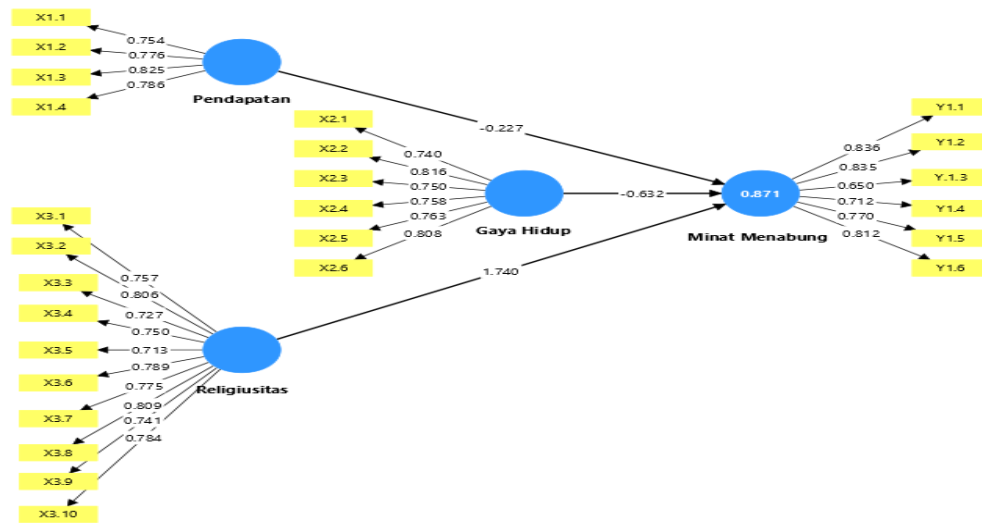 X1.1
X1.2
X1.3
X1.4
0.754
0.776
0.825
0.786
Pendapatan
-0.227
X2.1
X2.2
X2.3
X2.4
X2.5
X2.6
0.740
0.816
0.750
0.758
0.763
0.808
Gaya Hidup
-0.632
X3.1
X3.2
X3.3
X3.4
X3.5
X3.6
X3.7
X3.8
X3.9
X3.10
0.757
0.806
0.727
0.750
0.713
0.789
0.775
0.809
0.741
0.784
Religiusitas
1.740
0.871
Minat Menabung
0.836
0.835
0.650
0.712
0.770
0.812
Y1.1
Y1.2
Y.1.3
Y1.4
Y1.5
Y1.6